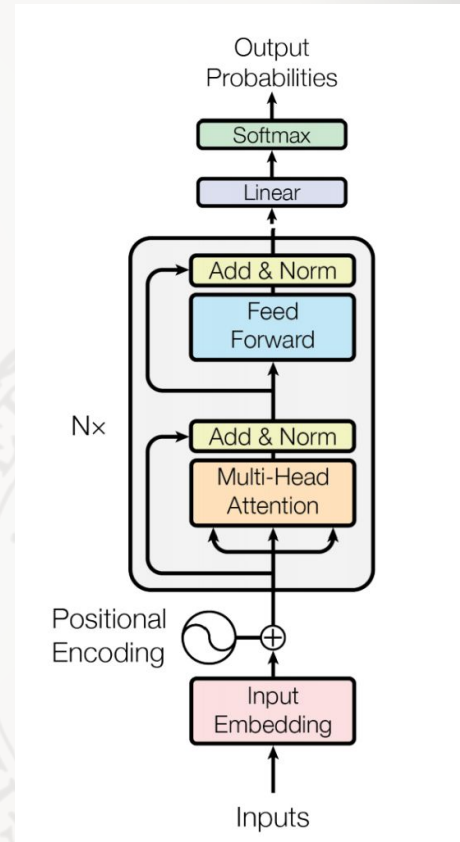 Output
Probabilities
Softmax
Linear
Add & Norm
Feed
Forward
N×
Add & Norm
Multi-Head
Attention
Positional
Encoding
Input
Embedding
Inputs